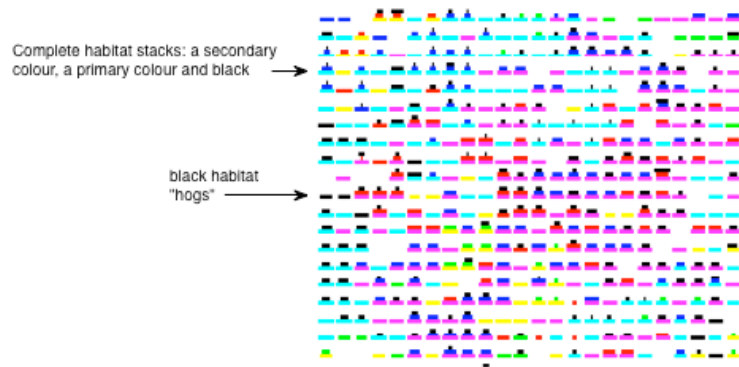 Complete habitat stacks: a secondary
colour, a primary colour and black
black habitat
"hogs"